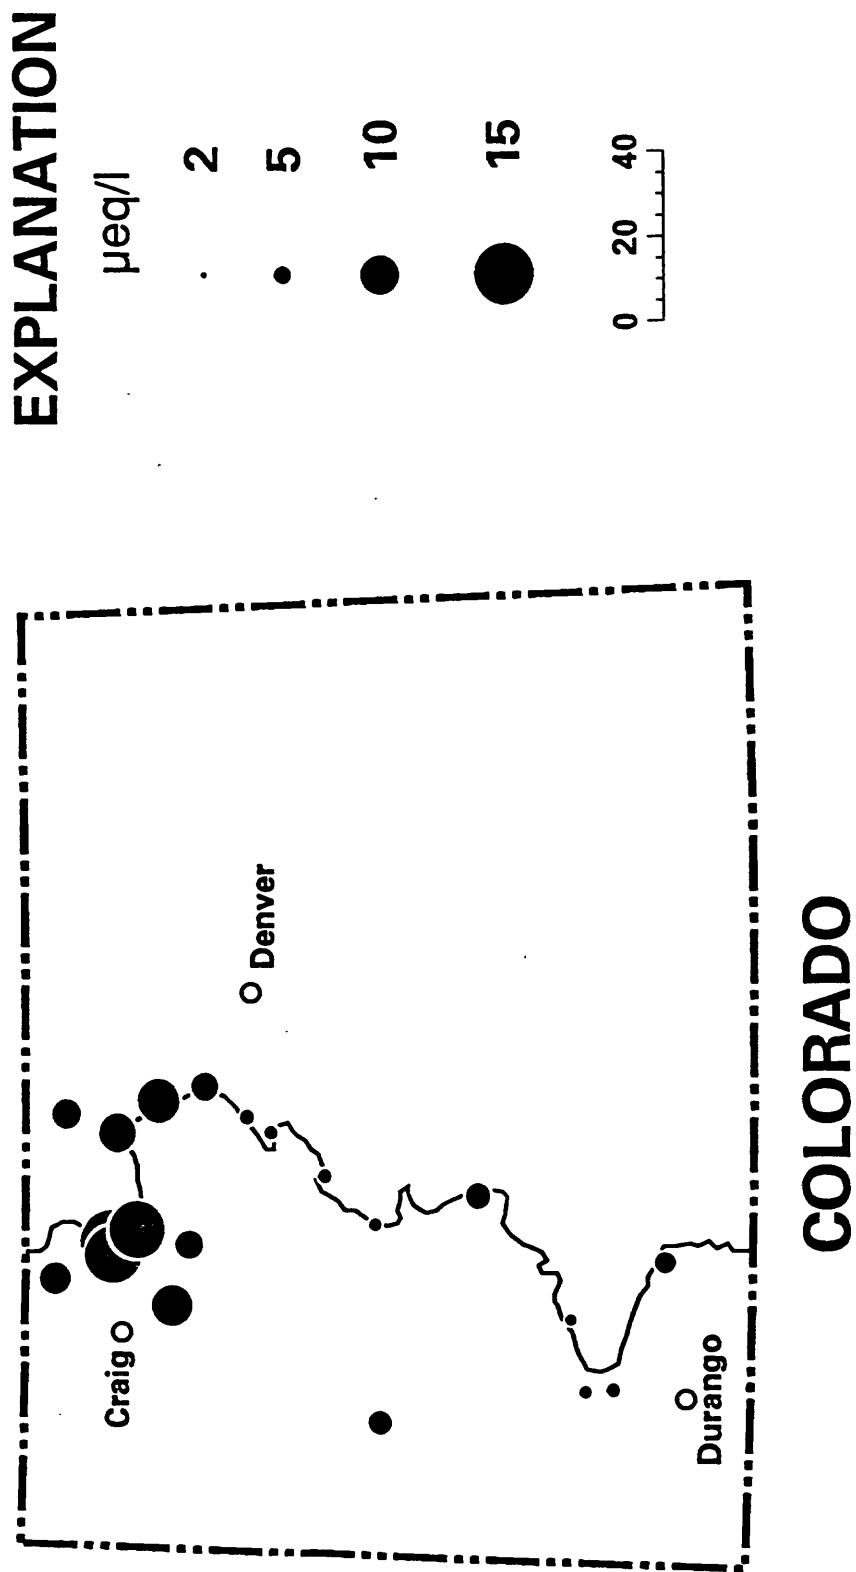 EXPLANATION
µeq/l
2
5
10
15
0 20 40
Denver
Craig
Durango
COLORADO